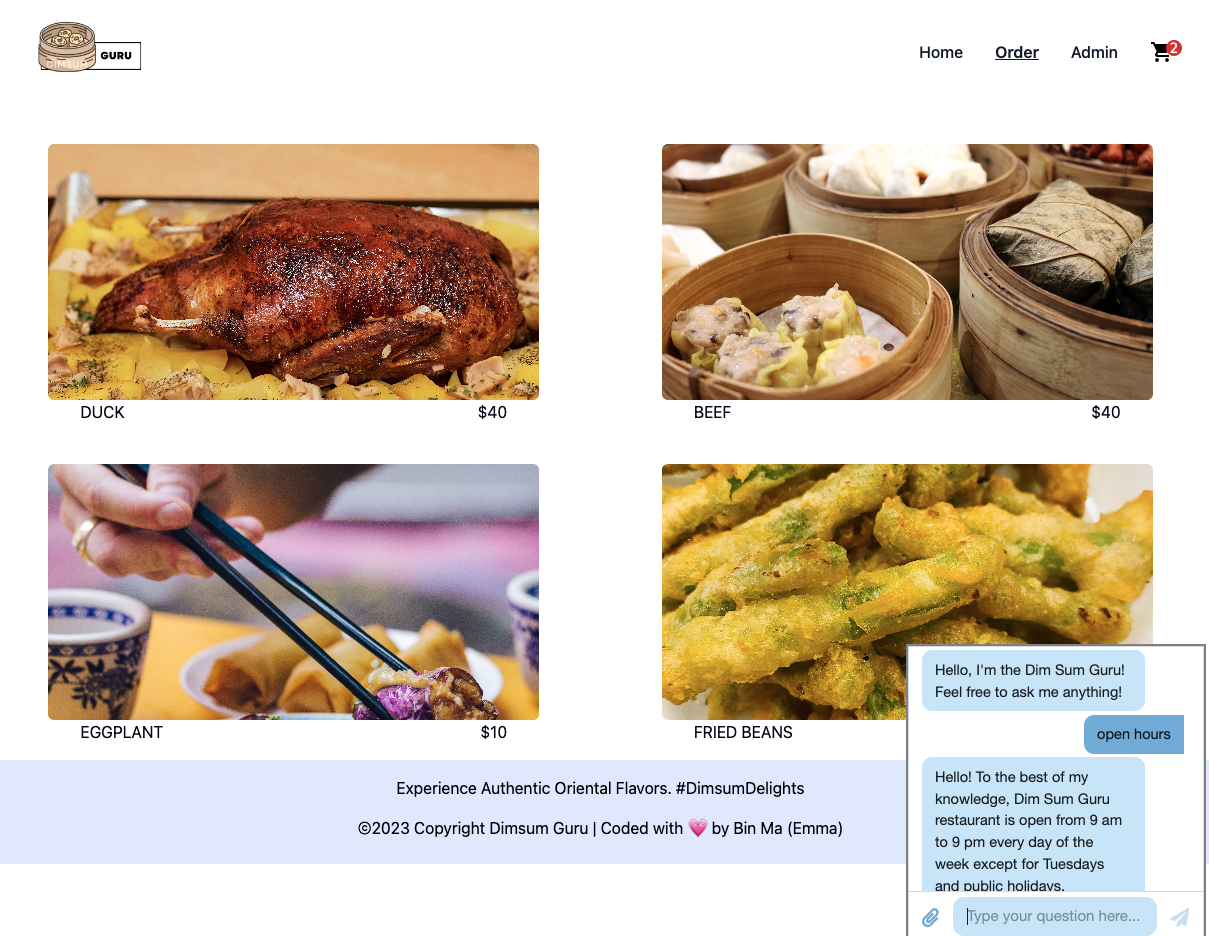 DIMSUM
GURU
Home
Order
Admin
2
DUCK
$40
BEEF
$40
EGGPLANT
$10
FRIED BEANS
Experience Authentic Oriental Flavors. #DimsumDelights
©2023 Copyright Dimsum Guru | Coded with 💗 by Bin Ma (Emma)
Hello, I'm the Dim Sum Guru!
Feel free to ask me anything!
open hours
Hello! To the best of my
knowledge, Dim Sum Guru
restaurant is open from 9 am
to 9 pm every day of the
week except for Tuesdays
and public holidays.
Type your question here...